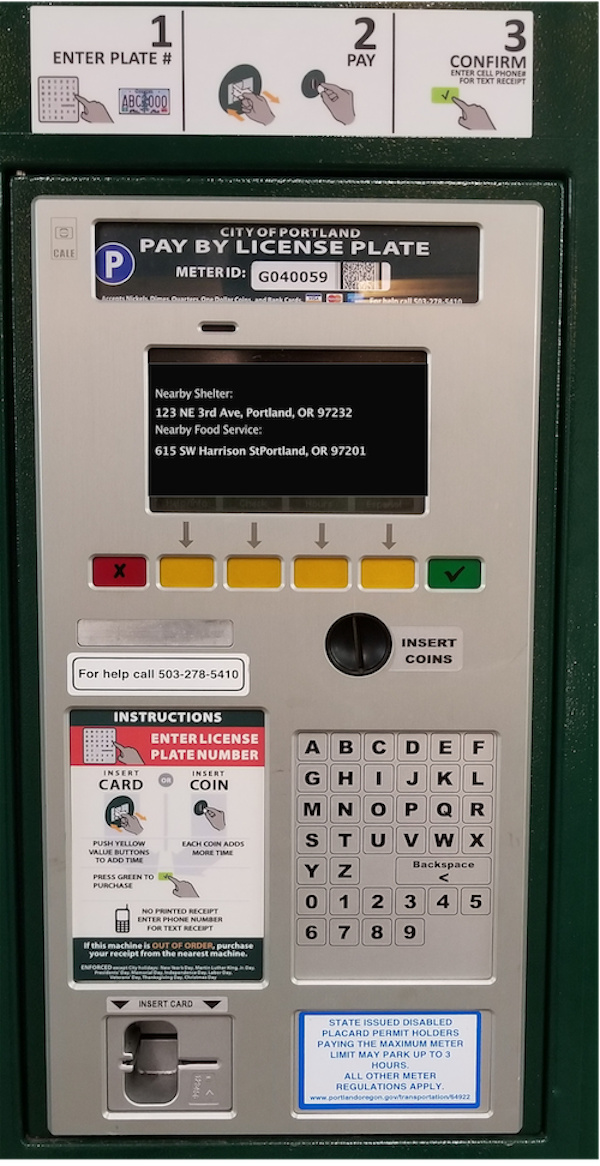 1
ENTER PLATE #
ABC 000
2
PAY
3
CONFIRM
ENTER CELL PHONE#
FOR TEXT RECEIPT
CALE
CITY OF PORTLAND
PAY BY LICENSE PLATE
P
METER ID: G040059
Accepts Nickels, Dimes, Quarters, One Dollar Coins, and Bank Cards. VISA For help call 503-278-5410
Nearby Shelter:
123 NE 3rd Ave, Portland, OR 97232
Nearby Food Service:
615 SW Harrison StPortland, OR 97201
X
INSERT
COINS
For help call 503-278-5410
INSTRUCTIONS
ENTER LICENSE
PLATE NUMBER
INSERT
CARD
OR
INSERT
COIN
PUSH YELLOW
VALUE BUTTONS
TO ADD TIME
EACH COIN ADDS
MORE TIME
PRESS GREEN TO
PURCHASE
NO PRINTED RECEIPT
ENTER PHONE NUMBER
FOR TEXT RECEIPT
If this machine is OUT OF ORDER, purchase
your receipt from the nearest machine.
ENFORCED except City holidays: New Year's Day, Martin Luther King, Jr. Day,
Presidents' Day, Memorial Day, Independence Day, Labor Day,
Veterans' Day, Thanksgiving Day, Christmas Day
A B C D E F
G H I J K L
M N O P Q R
S T U V W X
Y Z Backspace
<
0 1 2 3 4 5
6 7 8 9
INSERT CARD
STATE ISSUED DISABLED
PLACARD PERMIT HOLDERS
PAYING THE MAXIMUM METER
LIMIT MAY PARK UP TO 3
HOURS.
ALL OTHER METER
REGULATIONS APPLY.
www.portlandoregon.gov/transportation/64922